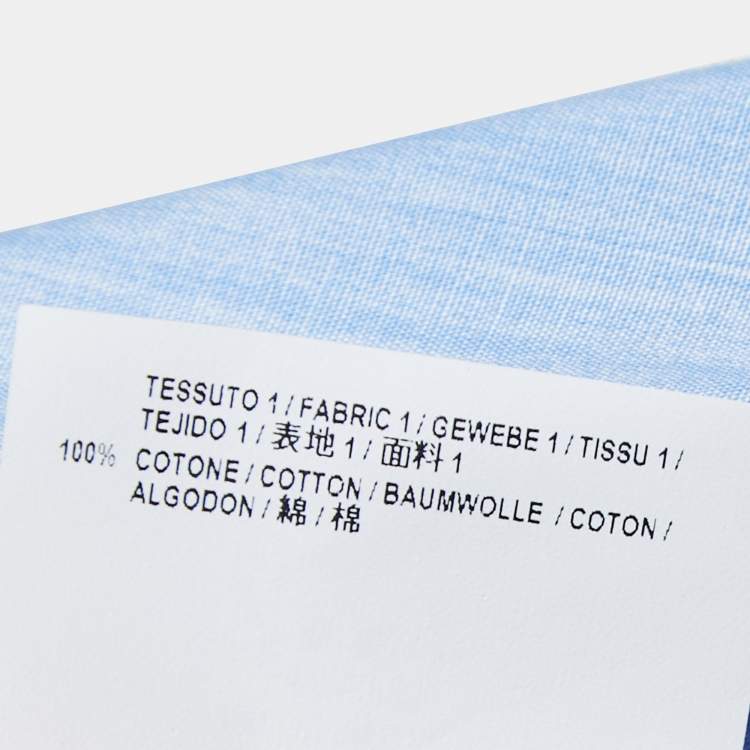 TESSUTO 1 / FABRIC 1 / GEWEBE 1 / TISSU 1 /
TEJIDO 1 / 表地 1 / 面料 1
100% COTONE / COTTON / BAUMWOLLE / COTON /
ALGODON / 綿 / 棉